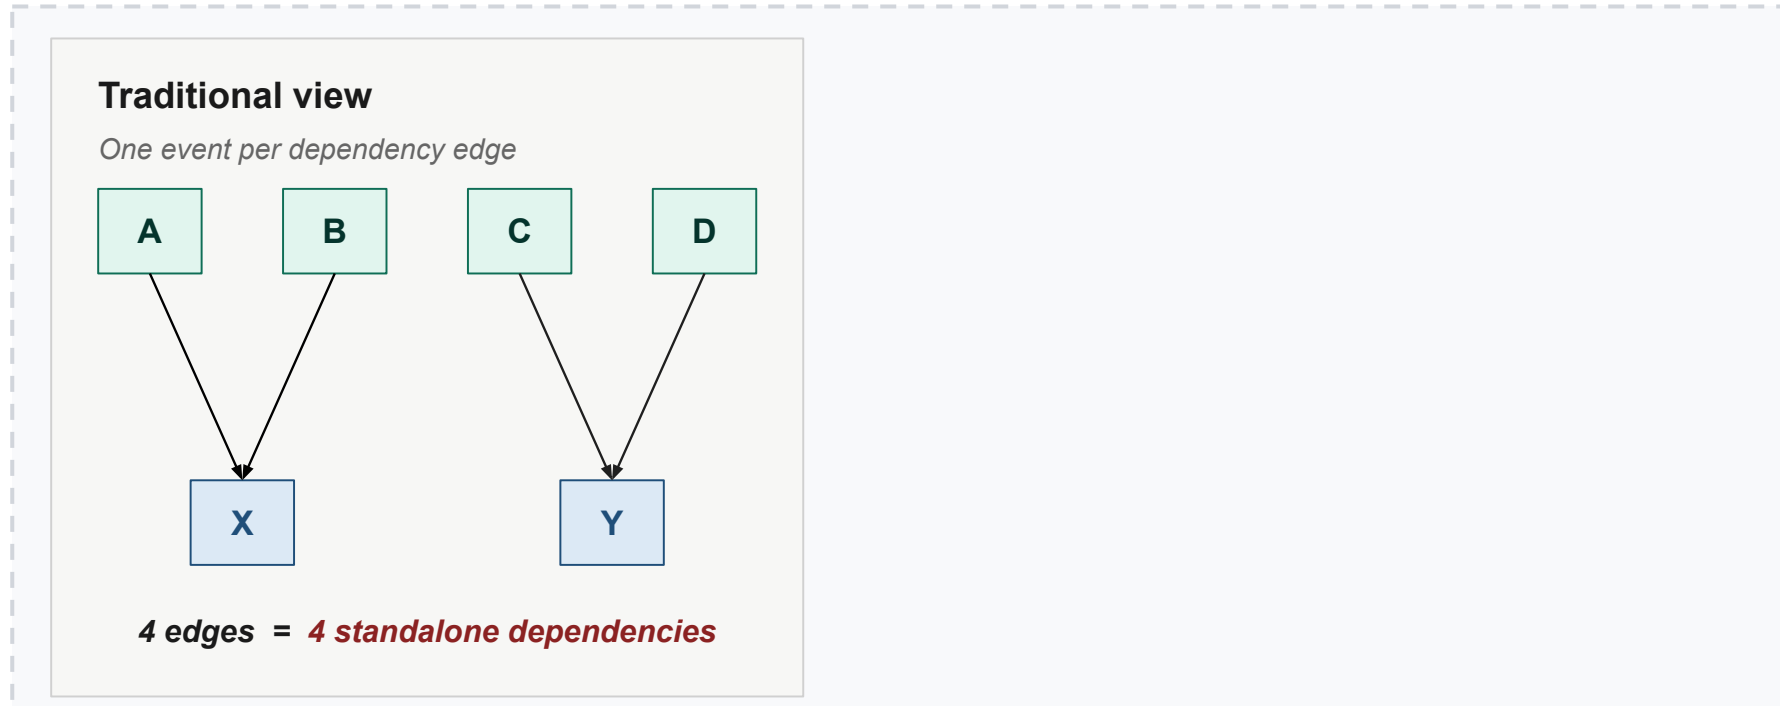 Traditional view
One event per dependency edge
A B C D
X Y
4 edges = 4 standalone dependencies